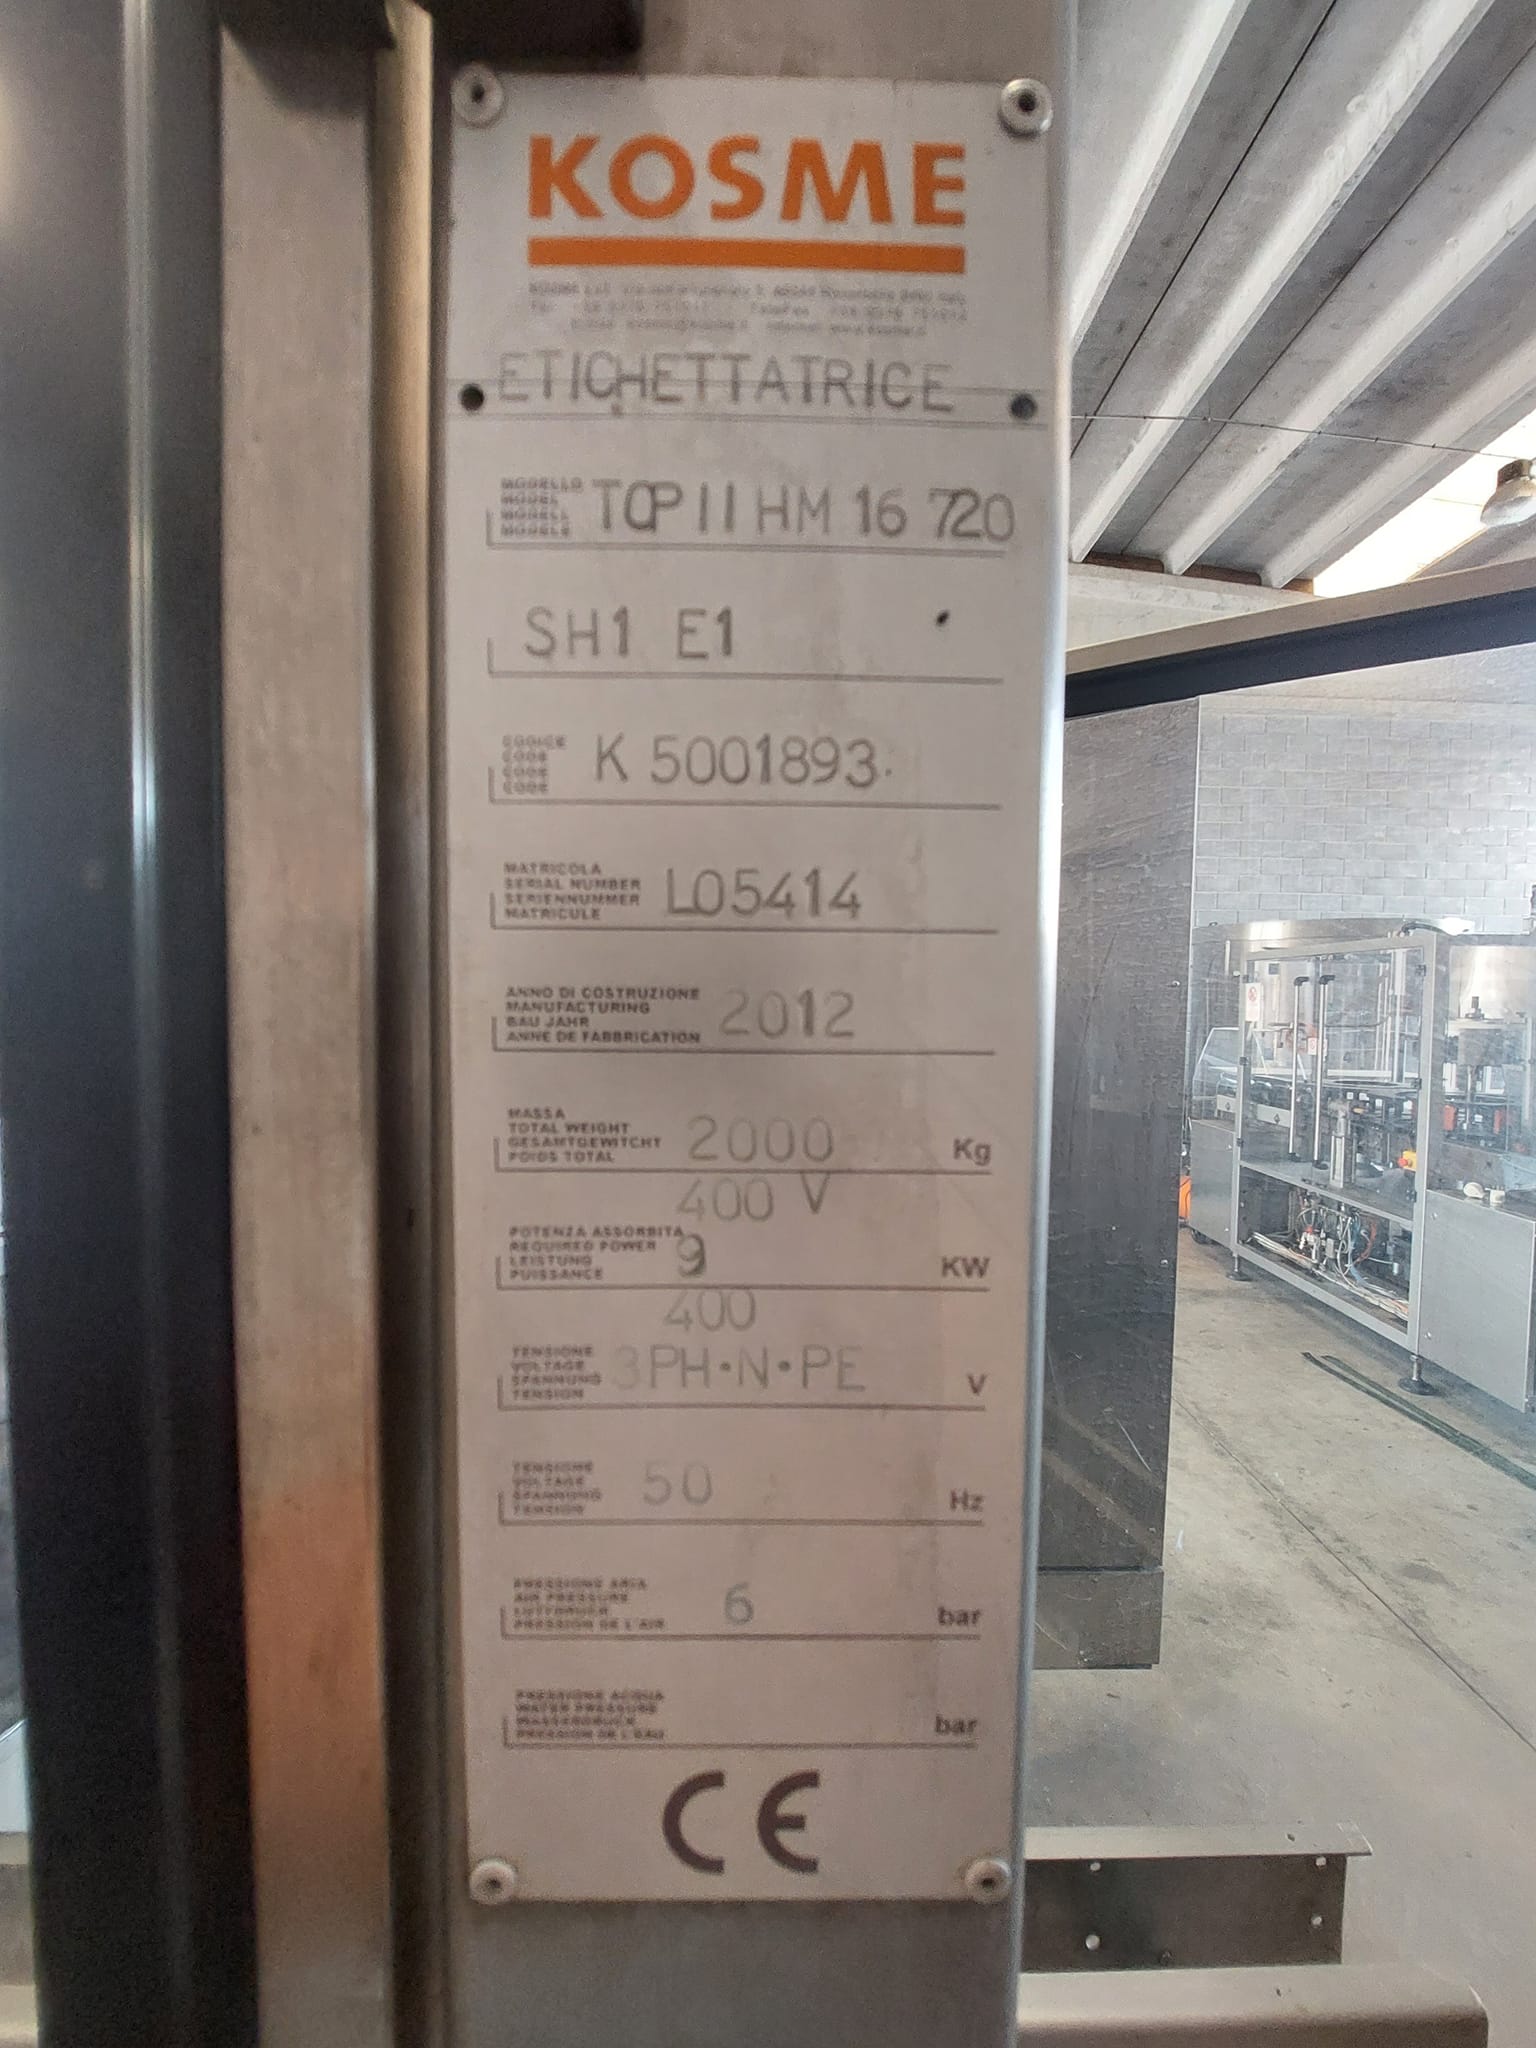 KOSME
ETICHETTATRICE
MODELLO
MODEL
MODELL
MODELE
TOP II HM 16 720
SH1 E1
CODICE
CODE
CODE
CODE
K 5001893
MATRICOLA
SERIAL NUMBER
SERIENNUMMER
MATRICULE
L05414
ANNO DI COSTRUZIONE
MANUFACTURING
BAU JAHR
ANNE DE FABBRICATION
2012
MASSA
TOTAL WEIGHT
GESAMTGEWITCHT
POIDS TOTAL
2000
Kg
400 V
POTENZA ASSORBITA
REQUIRED POWER
LEISTUNG
PUISSANCE
9
KW
400
TENSIONE
VOLTAGE
SPANNUNG
TENSION
3PH•N•PE
V
TENSIONE
VOLTAGE
SPANNUNG
TENSION
50
Hz
PRESSIONE ARIA
AIR PRESSURE
LUFTDRUCK
PRESSION DE L'AIR
6
bar
PRESSIONE ACQUA
WATER PRESSURE
WASSERDRUCK
PRESSION DE L'EAU
bar
CE